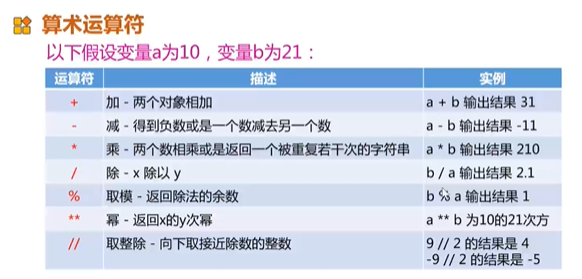 算术运算符
以下假设变量a为10，变量b为21：
运算符 描述 实例
+ 加 - 两个对象相加 a + b 输出结果 31
- 减 - 得到负数或是一个数减去另一个数 a - b 输出结果 -11
* 乘 - 两个数相乘或是返回一个被重复若干次的字符串 a * b 输出结果 210
/ 除 - x 除以 y b / a 输出结果 2.1
% 取模 - 返回除法的余数 b % a 输出结果 1
** 幂 - 返回x的y次幂 a ** b 为10的21次方
// 取整除 - 向下取接近除数的整数 9 // 2 的结果是 4
-9 // 2 的结果是 -5